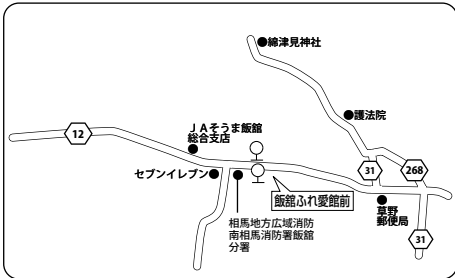 綿津見神社
護法院
12
ＪＡそうま飯舘
総合支店
セブンイレブン
31
268
飯舘ふれ愛館前
草野
郵便局
相馬地方広域消防
南相馬消防署飯舘
分署
31